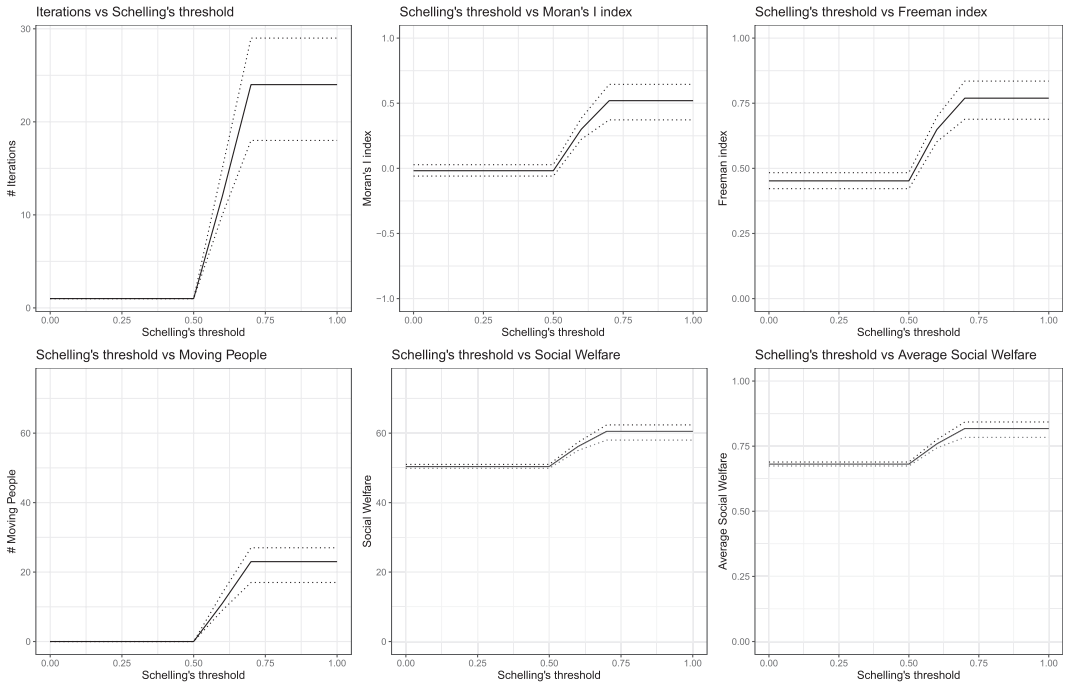 Iterations vs Schelling's threshold
# Iterations
30
20
10
0
0.00 0.25 0.50 0.75 1.00
Schelling's threshold
Schelling's threshold vs Moran's I index
Moran's I index
1.0
0.5
0.0
−0.5
−1.0
0.00 0.25 0.50 0.75 1.00
Schelling's threshold
Schelling's threshold vs Freeman index
Freeman index
1.00
0.75
0.50
0.25
0.00
0.00 0.25 0.50 0.75 1.00
Schelling's threshold
Schelling's threshold vs Moving People
# Moving People
60
40
20
0
0.00 0.25 0.50 0.75 1.00
Schelling's threshold
Schelling's threshold vs Social Welfare
Social Welfare
60
40
20
0
0.00 0.25 0.50 0.75 1.00
Schelling's threshold
Schelling's threshold vs Average Social Welfare
Average Social Welfare
1.00
0.75
0.50
0.25
0.00
0.00 0.25 0.50 0.75 1.00
Schelling's threshold